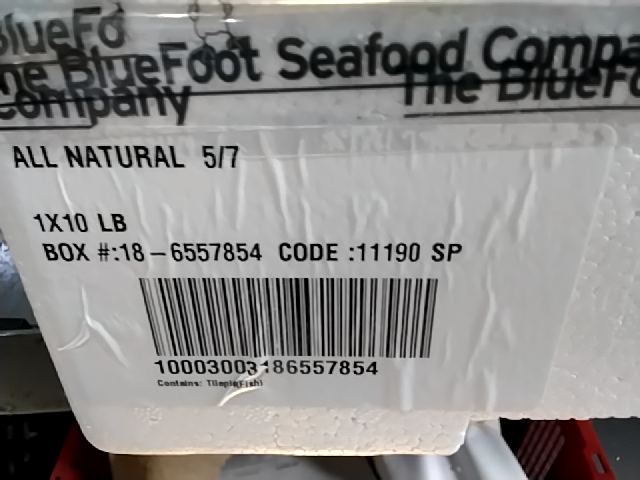 BlueFo
The BlueFoot Seafood Compa
Company
The BlueFo
ALL NATURAL 5/7
1X10 LB
BOX #:18-6557854 CODE :11190 SP
10003003186557854
Contains: Tilapia(Fish)